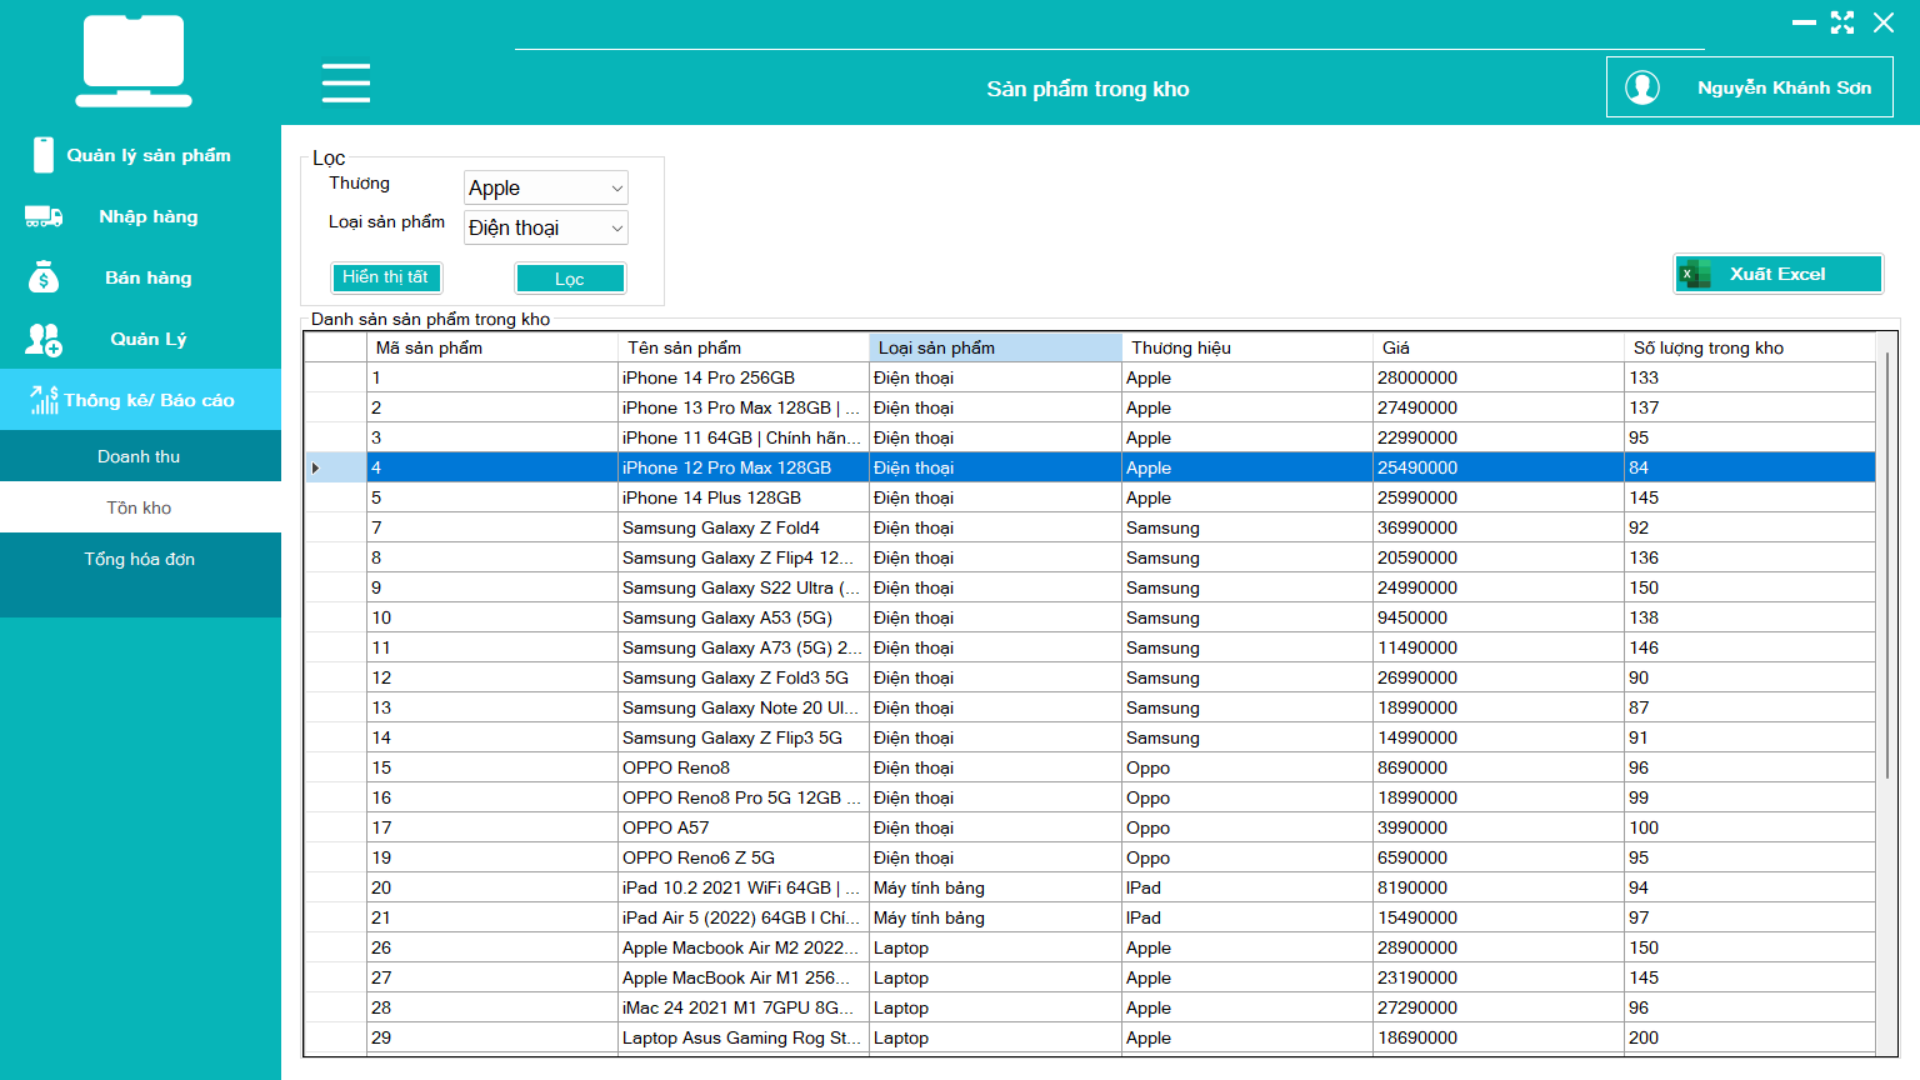 Sản phẩm trong kho
Nguyễn Khánh Sơn
Quản lý sản phẩm
Nhập hàng
Bán hàng
Quản Lý
Thông kê/ Báo cáo
Doanh thu
Tồn kho
Tổng hóa đơn
Lọc
Thương
Apple
Loại sản phẩm
Điện thoại
Hiển thị tất
Lọc
Xuất Excel
Danh sản sản phẩm trong kho
Mã sản phẩm Tên sản phẩm Loại sản phẩm Thương hiệu Giá Số lượng trong kho
1 iPhone 14 Pro 256GB Điện thoại Apple 28000000 133
2 iPhone 13 Pro Max 128GB | ... Điện thoại Apple 27490000 137
3 iPhone 11 64GB | Chính hãn... Điện thoại Apple 22990000 95
4 iPhone 12 Pro Max 128GB Điện thoại Apple 25490000 84
5 iPhone 14 Plus 128GB Điện thoại Apple 25990000 145
7 Samsung Galaxy Z Fold4 Điện thoại Samsung 36990000 92
8 Samsung Galaxy Z Flip4 12... Điện thoại Samsung 20590000 136
9 Samsung Galaxy S22 Ultra (... Điện thoại Samsung 24990000 150
10 Samsung Galaxy A53 (5G) Điện thoại Samsung 9450000 138
11 Samsung Galaxy A73 (5G) 2... Điện thoại Samsung 11490000 146
12 Samsung Galaxy Z Fold3 5G Điện thoại Samsung 26990000 90
13 Samsung Galaxy Note 20 Ul... Điện thoại Samsung 18990000 87
14 Samsung Galaxy Z Flip3 5G Điện thoại Samsung 14990000 91
15 OPPO Reno8 Điện thoại Oppo 8690000 96
16 OPPO Reno8 Pro 5G 12GB ... Điện thoại Oppo 18990000 99
17 OPPO A57 Điện thoại Oppo 3990000 100
19 OPPO Reno6 Z 5G Điện thoại Oppo 6590000 95
20 iPad 10.2 2021 WiFi 64GB | ... Máy tính bảng IPad 8190000 94
21 iPad Air 5 (2022) 64GB I Chí... Máy tính bảng IPad 15490000 97
26 Apple Macbook Air M2 2022... Laptop Apple 28900000 150
27 Apple MacBook Air M1 256... Laptop Apple 23190000 145
28 iMac 24 2021 M1 7GPU 8G... Laptop Apple 27290000 96
29 Laptop Asus Gaming Rog St... Laptop Apple 18690000 200